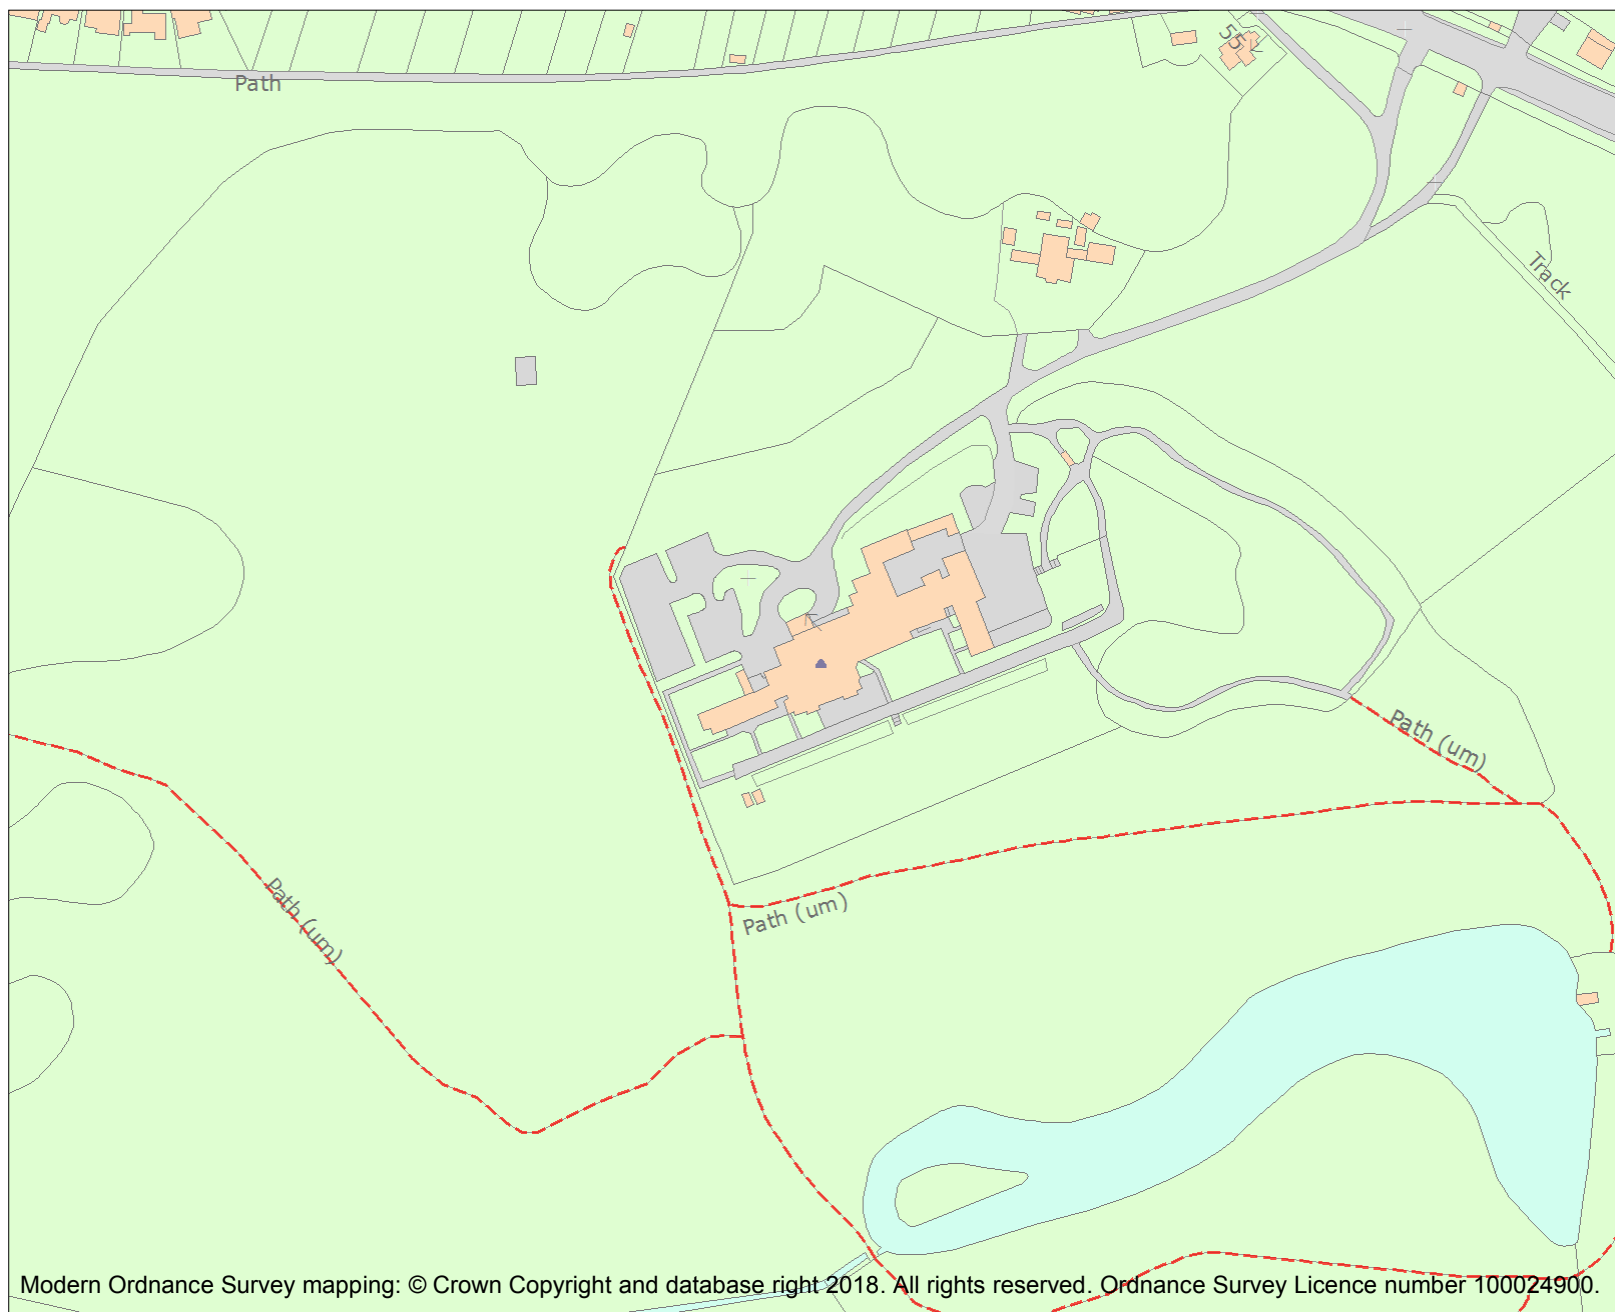 55
Path
Track
Path (um)
Path (um)
Path (um)
Modern Ordnance Survey mapping: © Crown Copyright and database right 2018. All rights reserved. Ordnance Survey Licence number 100024900.